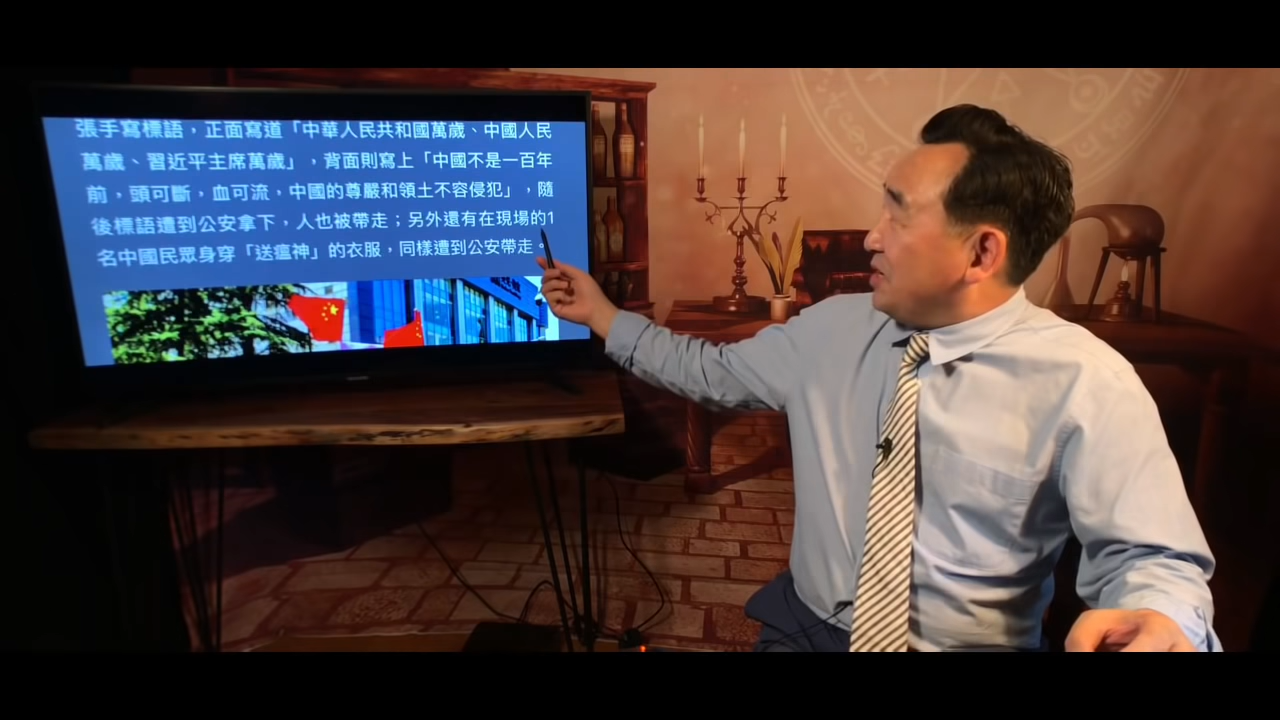 張手寫標語，正面寫道「中華人民共和國萬歲、中國人民
萬歲、習近平主席萬歲」，背面則寫上「中國不是一百年
前，頭可斷，血可流，中國的尊嚴和領土不容侵犯」，隨
後標語遭到公安拿下，人也被帶走；另外還有在現場的1
名中國民眾身穿「送瘟神」的衣服，同樣遭到公安帶走。